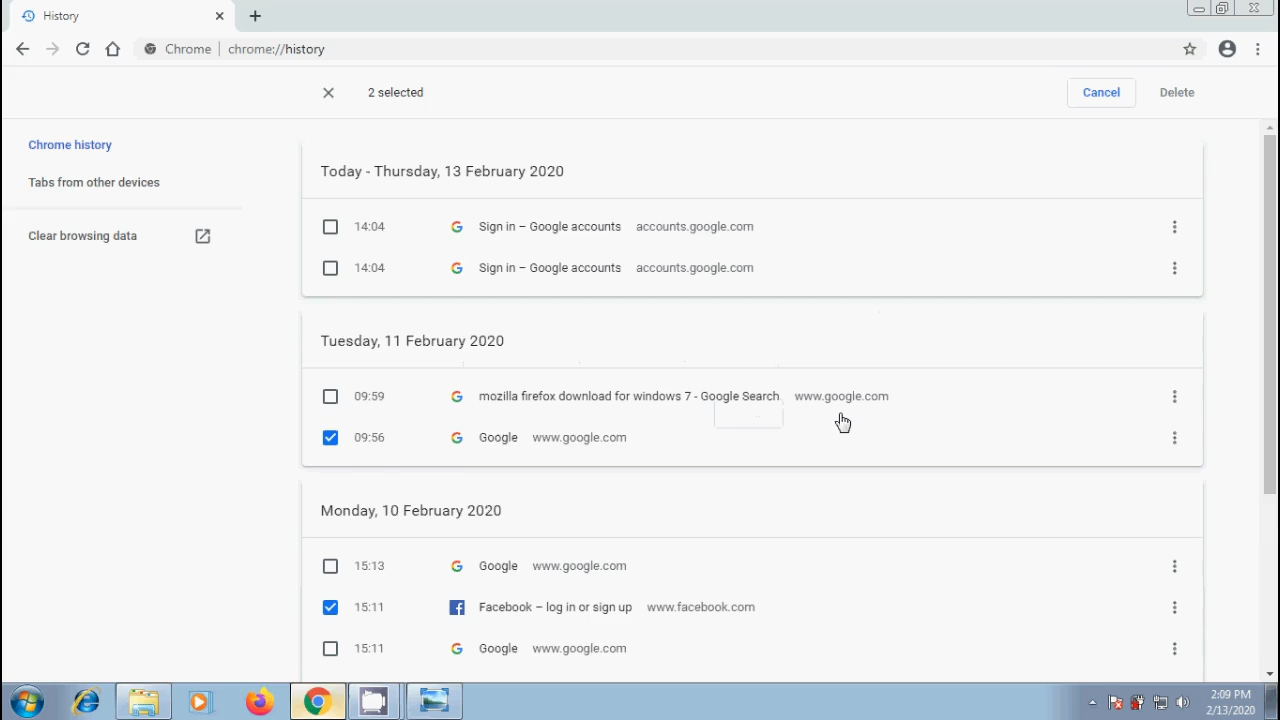 History
Chrome chrome://history
2 selected
Cancel Delete
Chrome history
Tabs from other devices
Clear browsing data
Today - Thursday, 13 February 2020
14:04 Sign in – Google accounts accounts.google.com
14:04 Sign in – Google accounts accounts.google.com
Tuesday, 11 February 2020
09:59 mozilla firefox download for windows 7 - Google Search www.google.com
09:56 Google www.google.com
Monday, 10 February 2020
15:13 Google www.google.com
15:11 Facebook – log in or sign up www.facebook.com
15:11 Google www.google.com
2:09 PM
2/13/2020